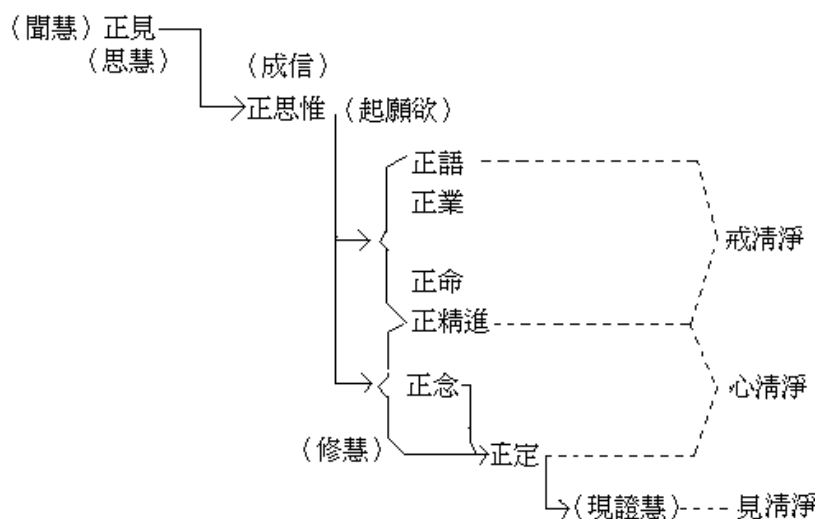 （聞慧）正見
（思慧）
（成信）
正思惟（起願欲）
正語
正業
戒清淨
正命
正精進
正念
心清淨
（修慧）
正定
（現證慧）
見清淨